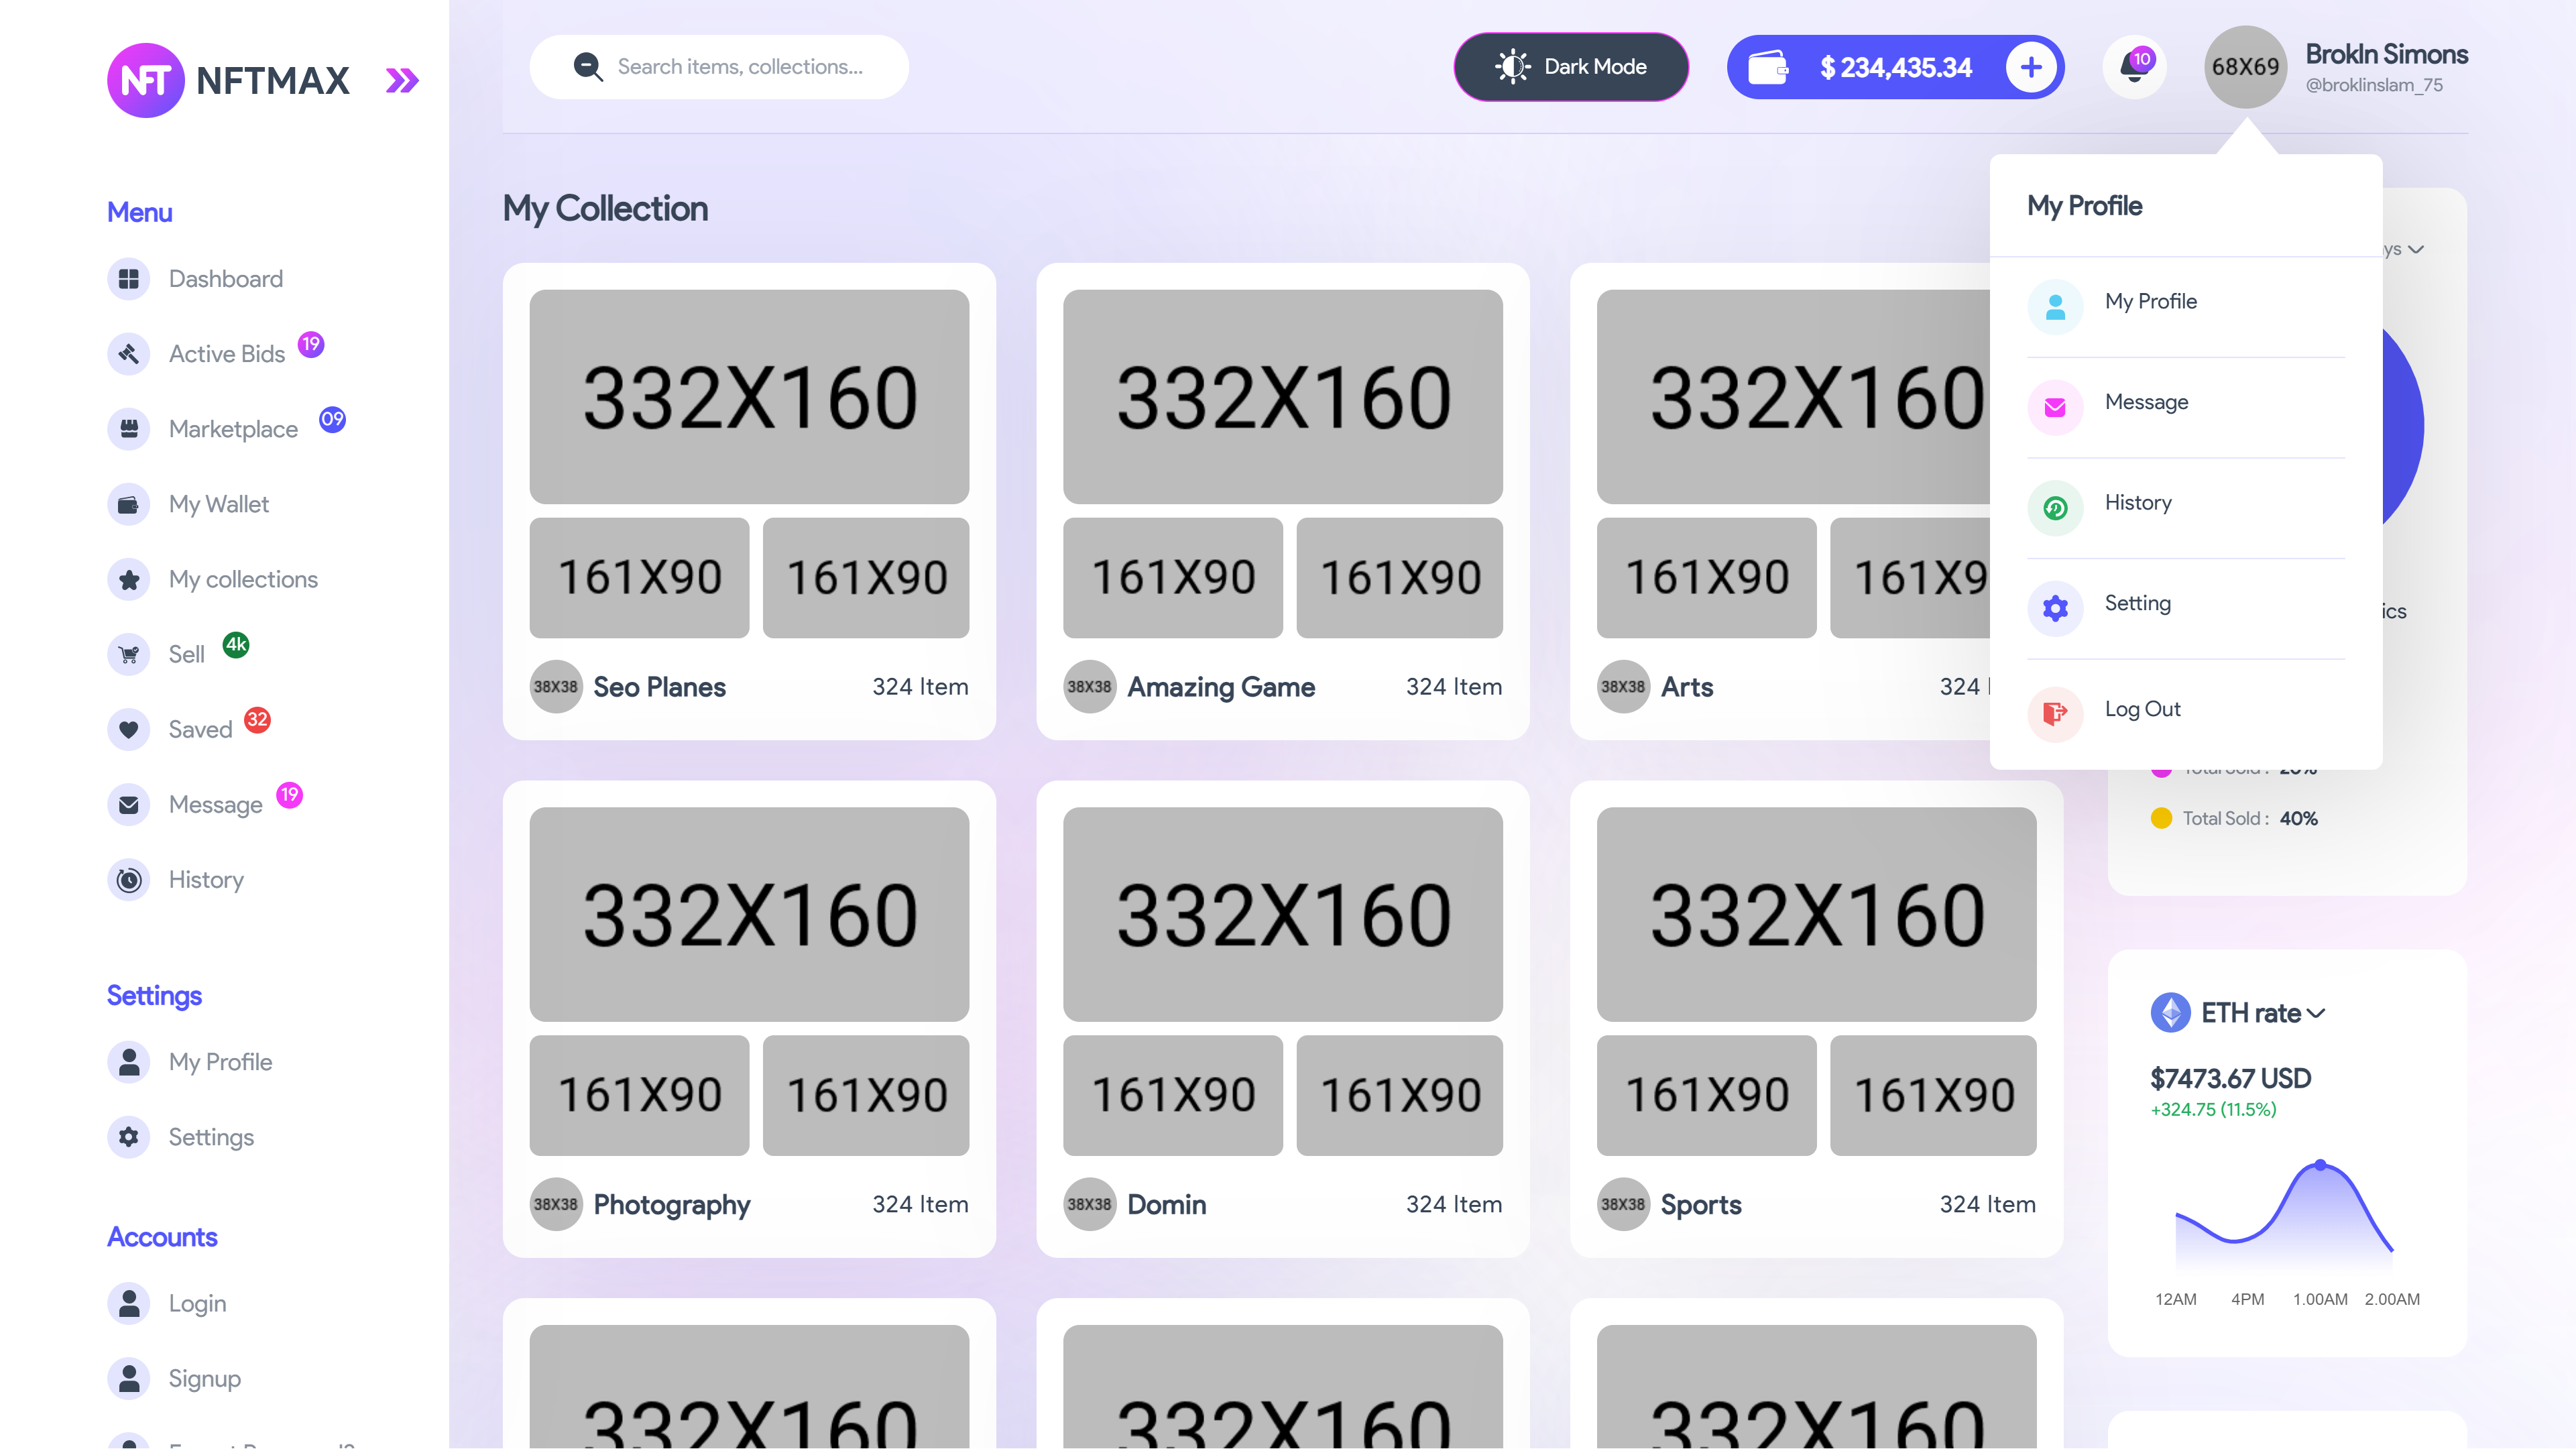 NFT NFTMAX
Search items, collections...
Dark Mode
$ 234,435.34
10
68X69
Brokln Simons
@broklinslam_75
Menu
Dashboard
Active Bids 19
Marketplace 09
My Wallet
My collections
Sell 4k
Saved 32
Message 19
History
Settings
My Profile
Settings
Accounts
Login
Signup
My Collection
332X160
161X90 161X90
38X38 Seo Planes 324 Item
332X160
161X90 161X90
38X38 Amazing Game 324 Item
332X160
161X90 161X9
38X38 Arts 324
332X160
161X90 161X90
38X38 Photography 324 Item
332X160
161X90 161X90
38X38 Domin 324 Item
332X160
161X90 161X90
38X38 Sports 324 Item
332X160
332X160
332X160
My Profile
My Profile
Message
History
Setting
Log Out
ys
ics
Total Sold :
Total Sold : 40%
ETH rate
$7473.67 USD
+324.75 (11.5%)
12AM 4PM 1.00AM 2.00AM